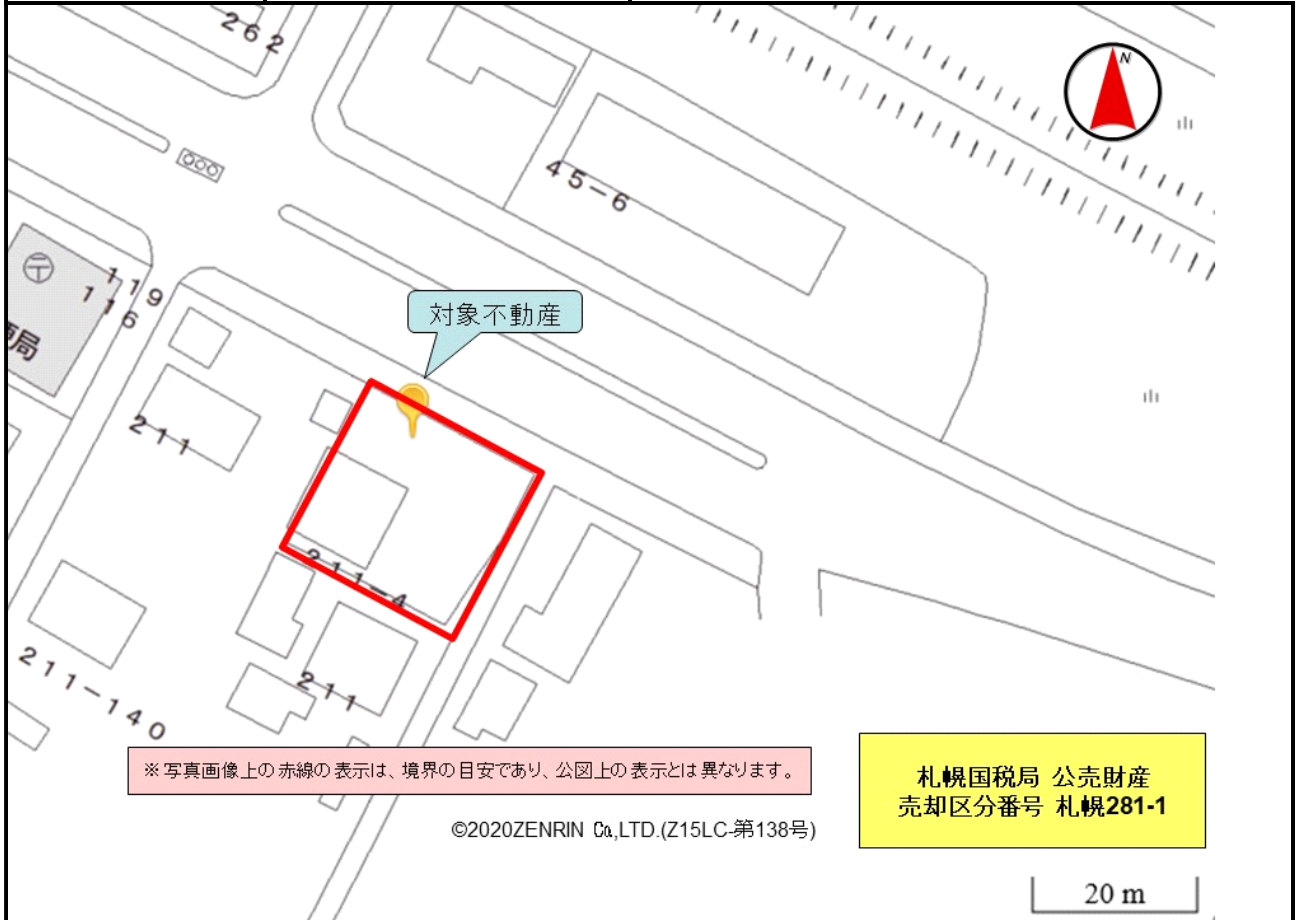 262
N
45-6
119
116
便局
対象不動産
211
211-4
211
211-140
※写真画像上の赤線の表示は、境界の目安であり、公図上の表示とは異なります。
札幌国税局 公売財産
売却区分番号 札幌281-1
©2020ZENRIN Co,LTD.(Z15LC-第138号)
20 m